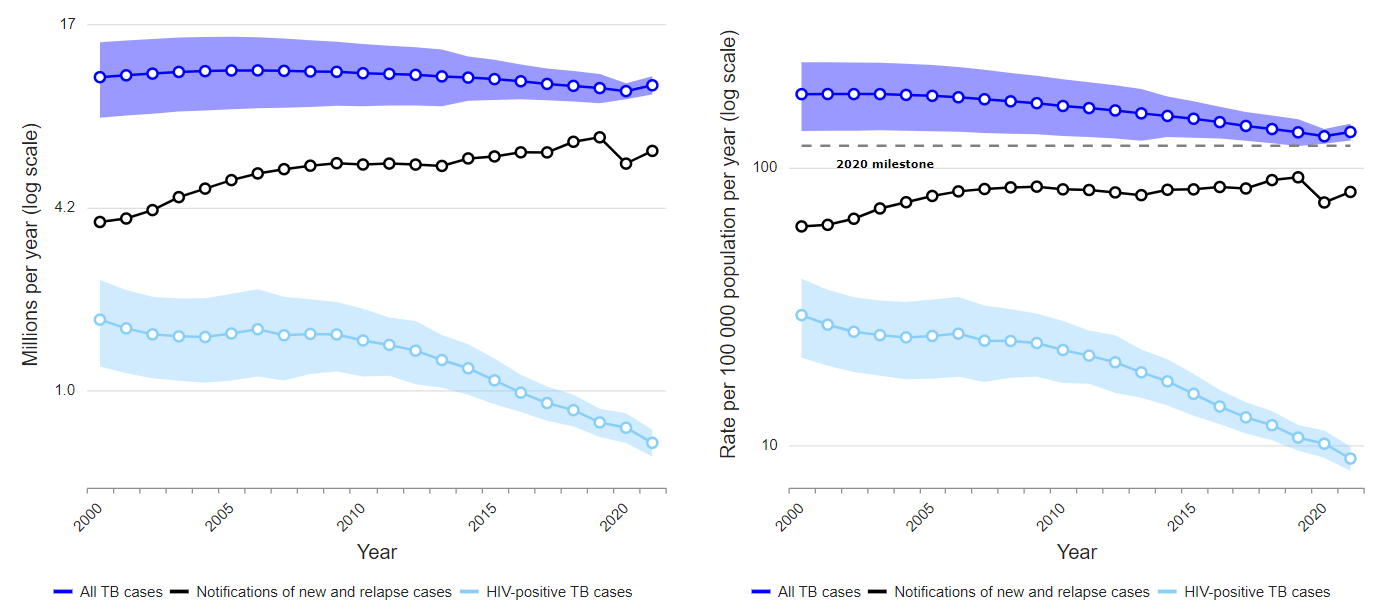 Millions per year (log scale)
17
4.2
1.0
2000
2005
2010
2015
2020
Year
All TB cases
Notifications of new and relapse cases
HIV-positive TB cases
Rate per 100 000 population per year (log scale)
100
10
2020 milestone
2000
2005
2010
2015
2020
Year
All TB cases
Notifications of new and relapse cases
HIV-positive TB cases